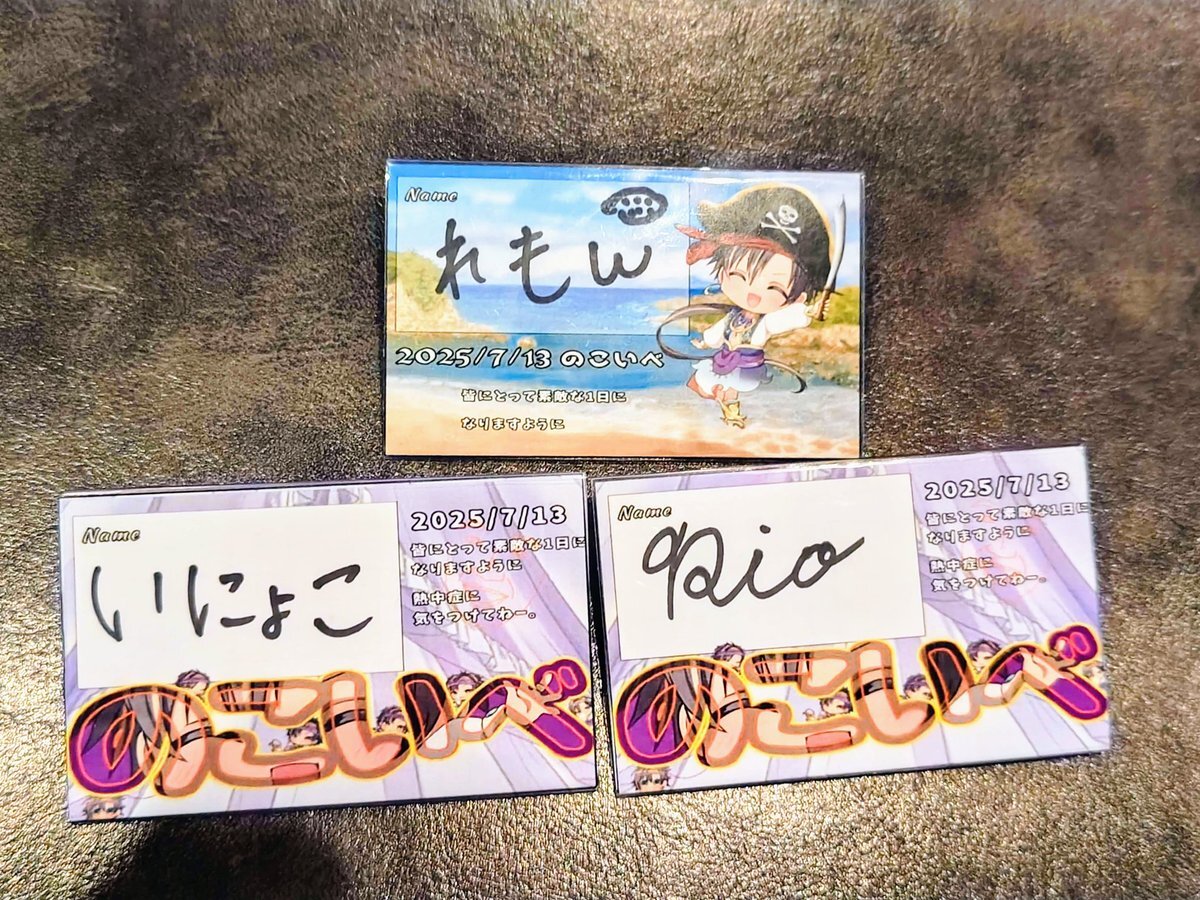 Name
れもん
2025/7/13 のこいべ
皆にとって素敵な1日に
なりますように
Name
いにょこ
2025/7/13
皆にとって素敵な1日に
なりますように
熱中症に
気をつけてねー。
のこいべ
Name
Rio
2025/7/13
皆にとって素敵な1日に
なりますように
熱中症に
気をつけてねー。
のこいべ